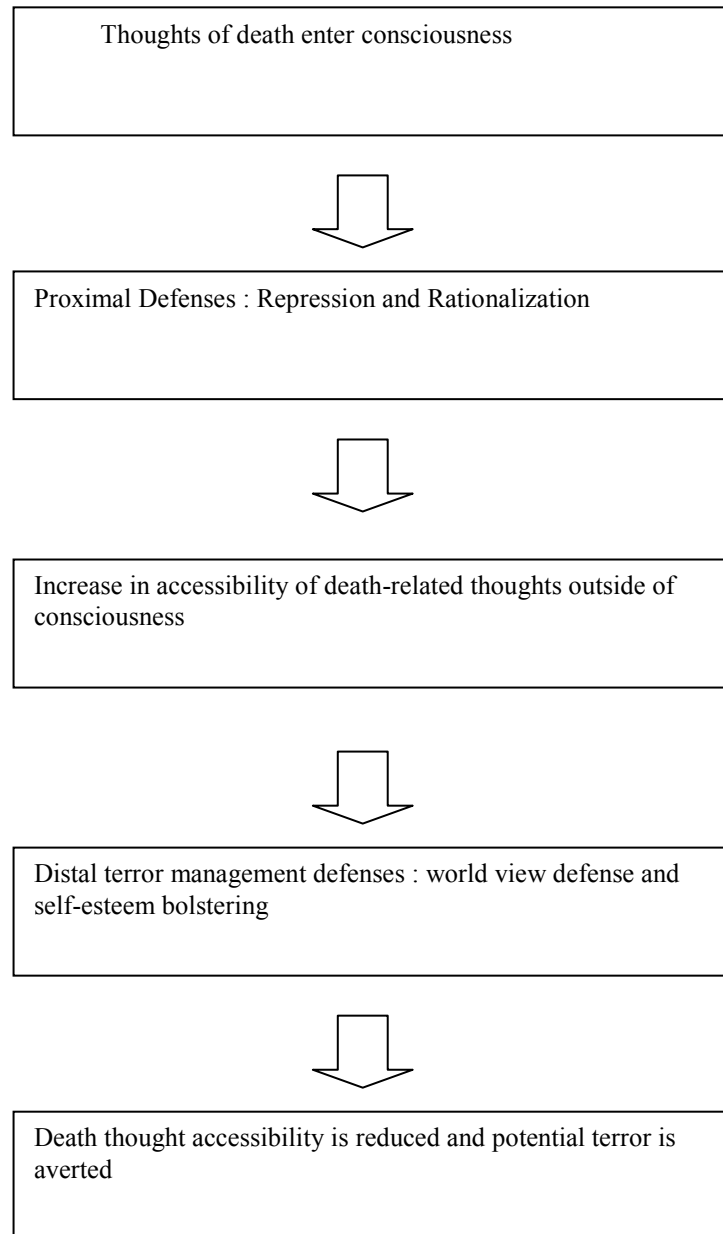 Thoughts of death enter consciousness
Proximal Defenses : Repression and Rationalization
Increase in accessibility of death-related thoughts outside of
consciousness
Distal terror management defenses : world view defense and
self-esteem bolstering
Death thought accessibility is reduced and potential terror is
averted